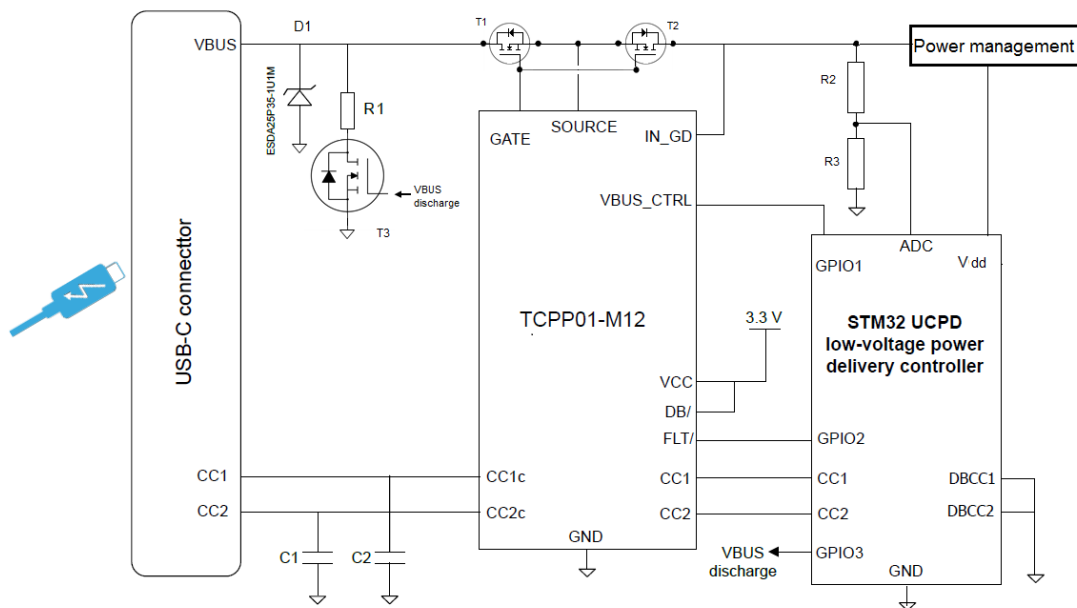 D1
T1
T2
VBUS
Power management
ESDA25P35-1U1M
R1
R2
R3
GATE
SOURCE
IN_GD
VBUS
discharge
T3
VBUS_CTRL
ADC
GPIO1
V dd
USB-C connecttor
TCPP01-M12
3.3 V
STM32 UCPD
low-voltage power
delivery controller
VCC
DB/
FLT/
GPIO2
CC1
CC1c
CC1
CC1
DBCC1
CC2
CC2c
CC2
CC2
DBCC2
GND
C1
C2
VBUS
discharge
GPIO3
GND